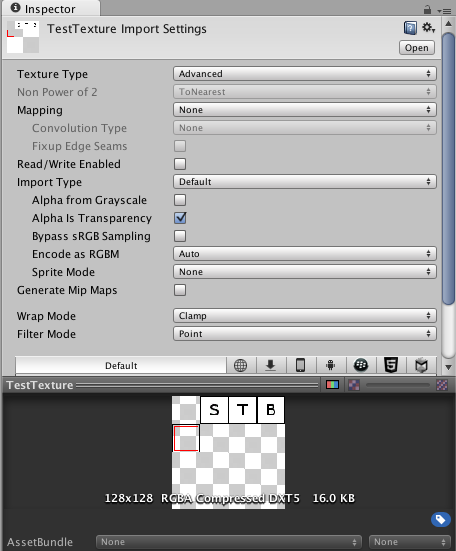 Inspector
TestTexture Import Settings
Open
Texture Type Advanced
Non Power of 2 ToNearest
Mapping None
Convolution Type None
Fixup Edge Seams
Read/Write Enabled
Import Type Default
Alpha from Grayscale
Alpha Is Transparency
Bypass sRGB Sampling
Encode as RGBM Auto
Sprite Mode None
Generate Mip Maps
Wrap Mode Clamp
Filter Mode Point
Default
TestTexture
S T B
128x128 RGBA Compressed DXT5 16.0 KB
AssetBundle None None